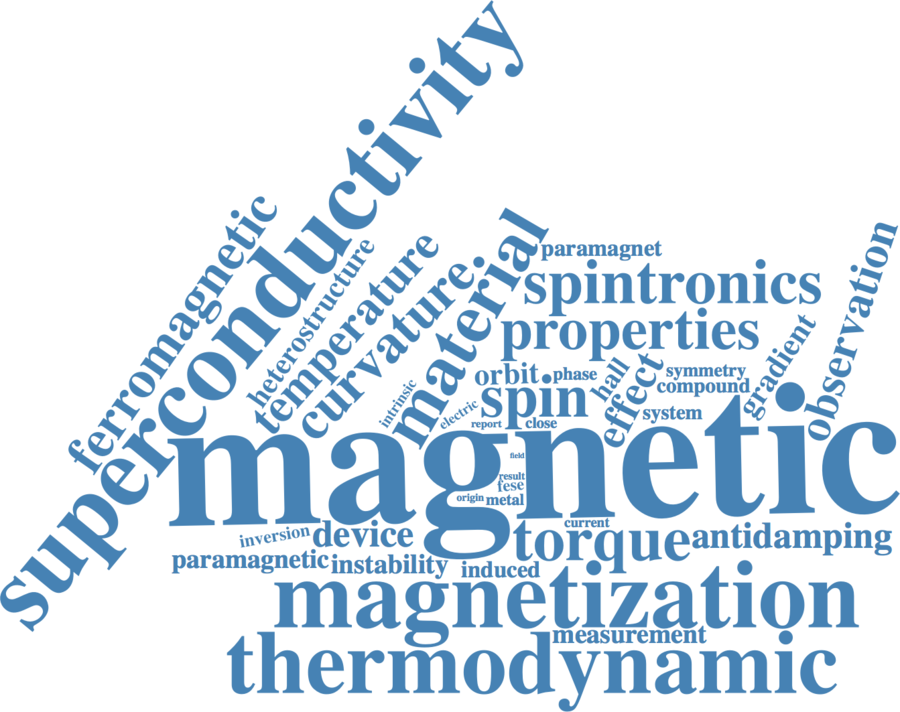 superconductivity
ferromagnetic
heterostructure
temperature
curvature
material
intrinsic
electric
paramagnet
spintronics
properties
observation
gradient
hall
effect
orbit
phase
symmetry
compound
spin
system
report
close
magnetic
field
result
fese
origin
metal
current
inversion
device
torque
antidamping
paramagnetic
instability
induced
magnetization
measurement
thermodynamic